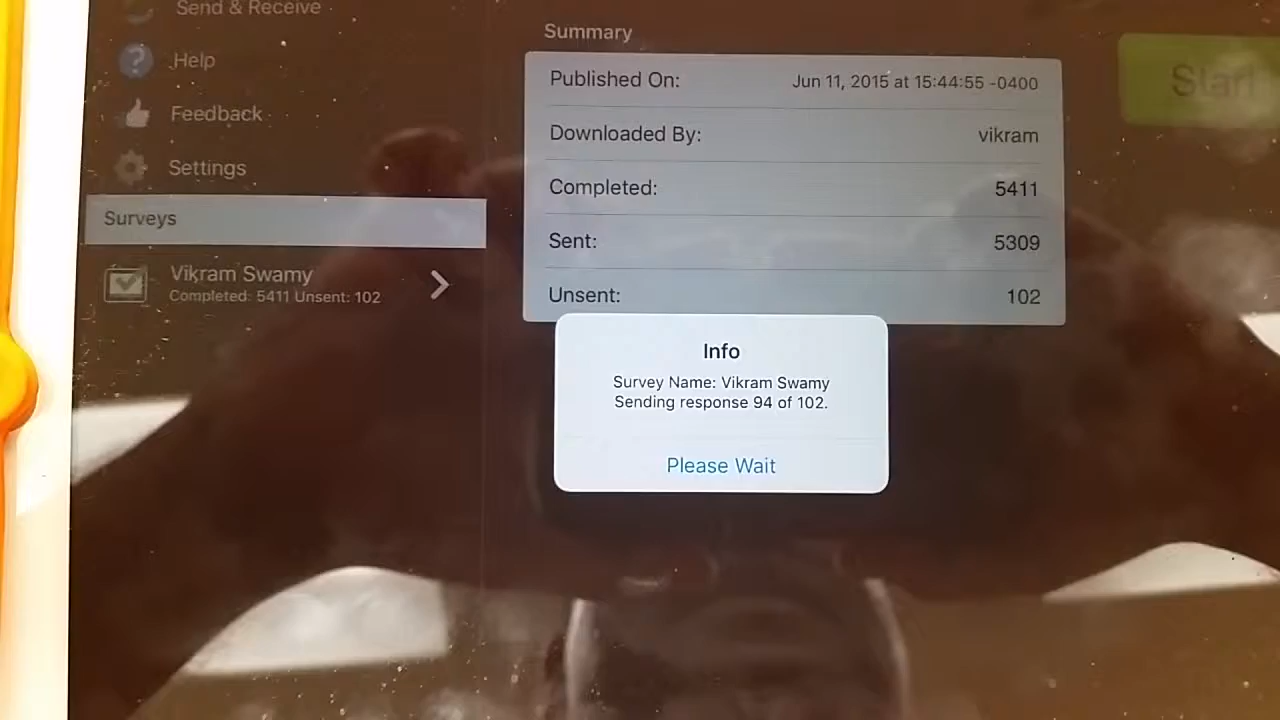 Send & Receive
Help
Feedback
Settings
Surveys
Vikram Swamy
Completed: 5411 Unsent: 102
Summary
Published On: Jun 11, 2015 at 15:44:55 -0400
Downloaded By: vikram
Completed: 5411
Sent: 5309
Unsent: 102
Start
Info
Survey Name: Vikram Swamy
Sending response 94 of 102.
Please Wait